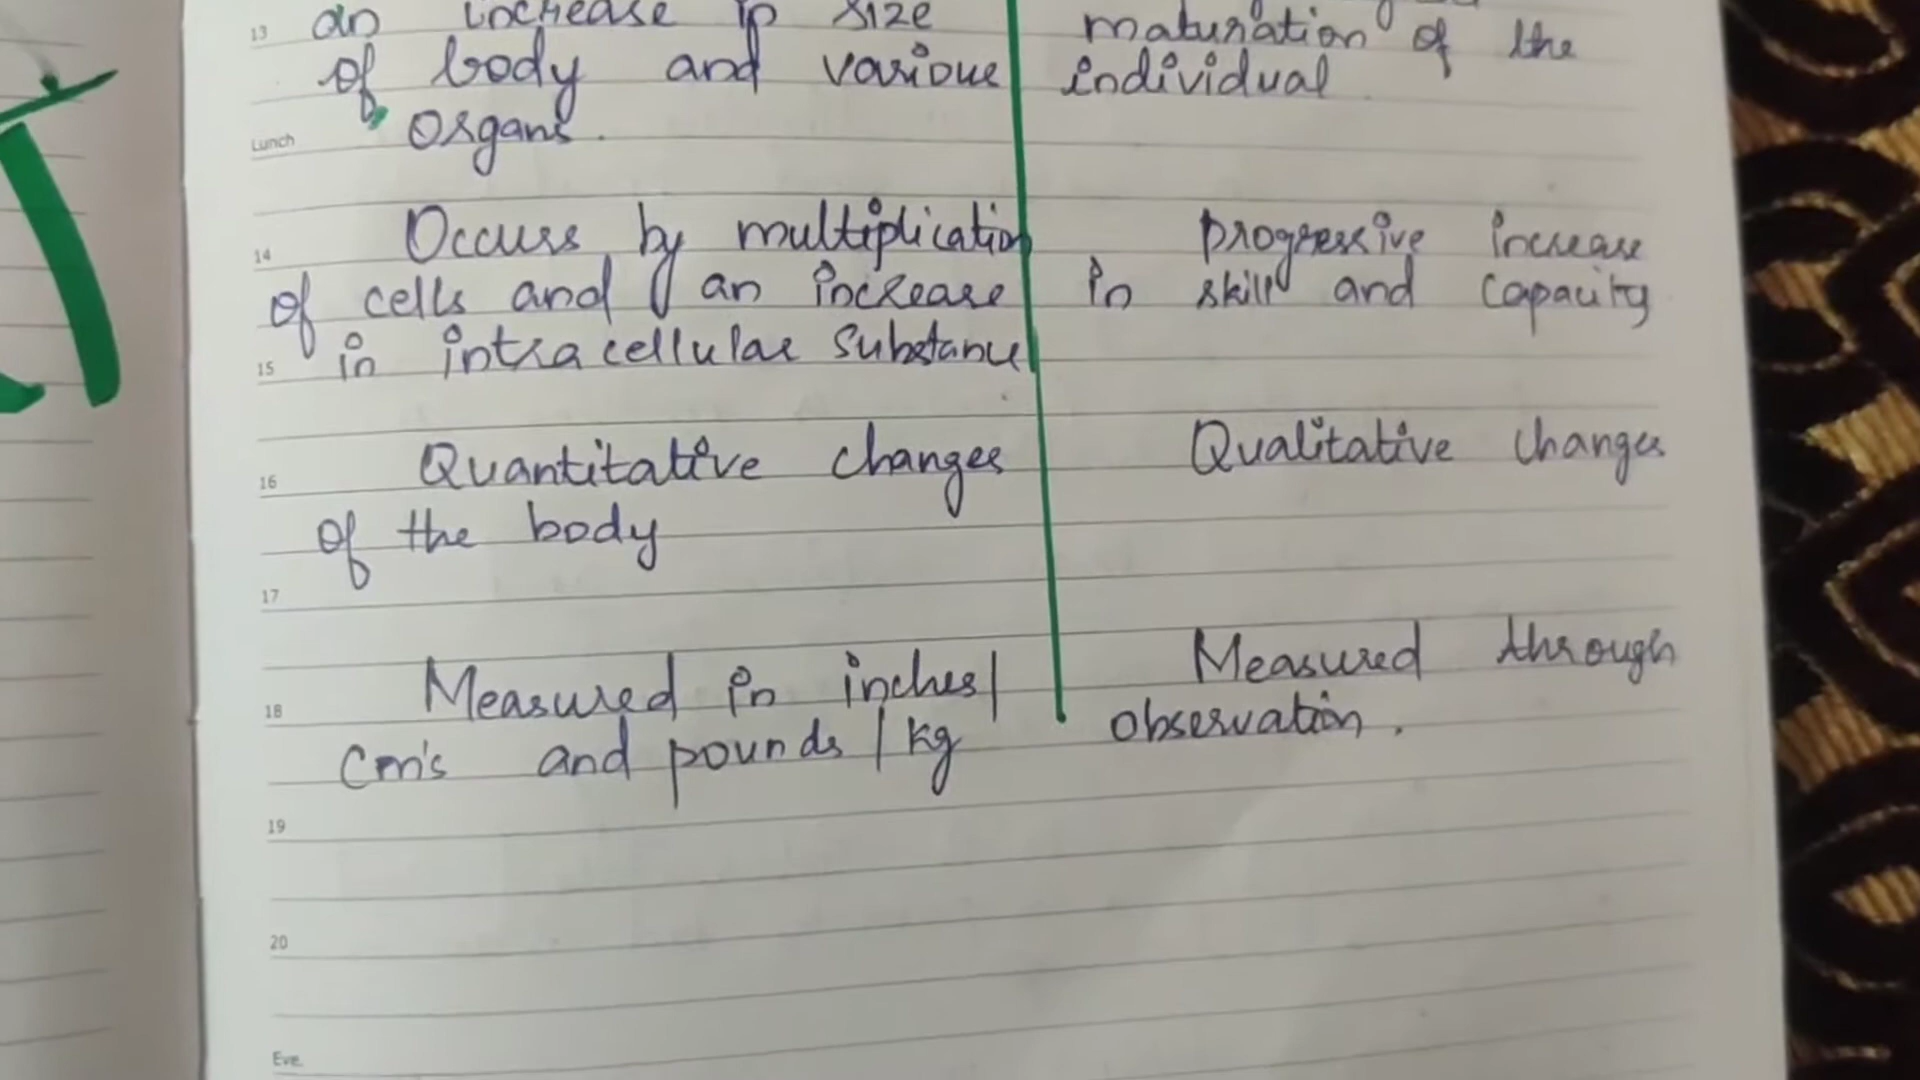 13 an increase in size
of body and various
Lunch organs.
14 Occurs by multiplication
of cells and an increase
15 in intracellular substance
16 Quantitative changes
of the body
17
18 Measured in inches/
cm's and pounds/kg
19
20
Eve.
maturation of the
individual
progressive increase
in skill and capacity
Qualitative changes
Measured through
observation.